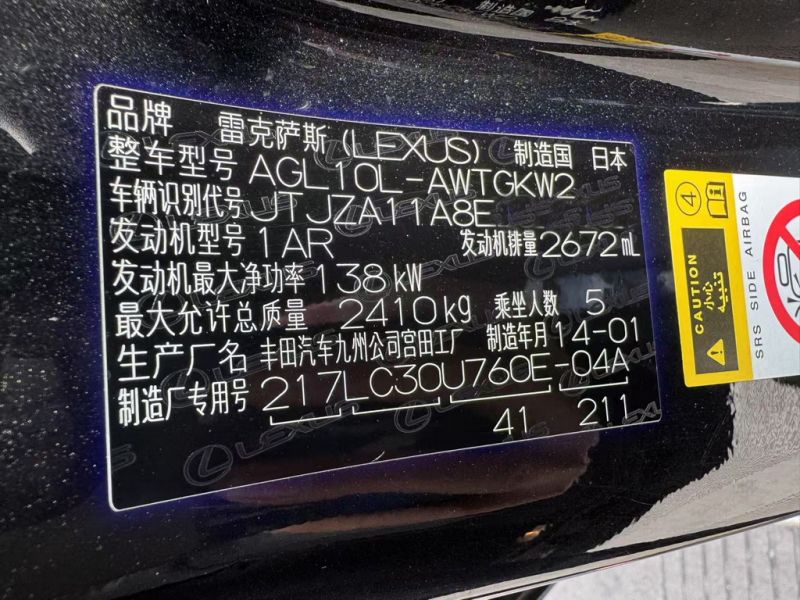 品牌 雷克萨斯 (LEXUS) 制造国 日本
整车型号 AGL10L-AWTGKW2
车辆识别代号 JTJZA11A8E
发动机型号 1AR 发动机排量 2672mL
发动机最大净功率 138kW
最大允许总质量 2410kg 乘坐人数 5
生产厂名 丰田汽车九州公司宫田工厂 制造年月 14-01
制造厂专用号 217LC30U760E-04A
41 211
LEXUS
4
CAUTION
تنبيه
SRS SIDE AIRBAG
制造国